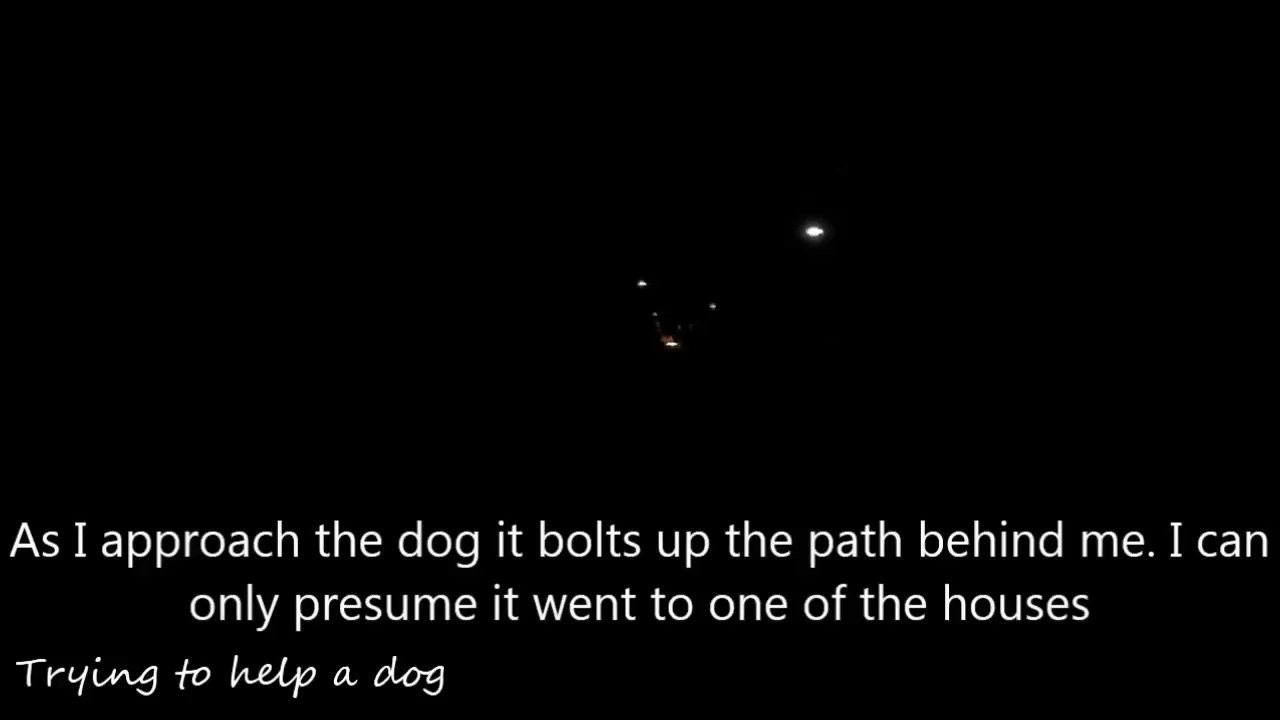 As I approach the dog it bolts up the path behind me. I can
only presume it went to one of the houses
Trying to help a dog